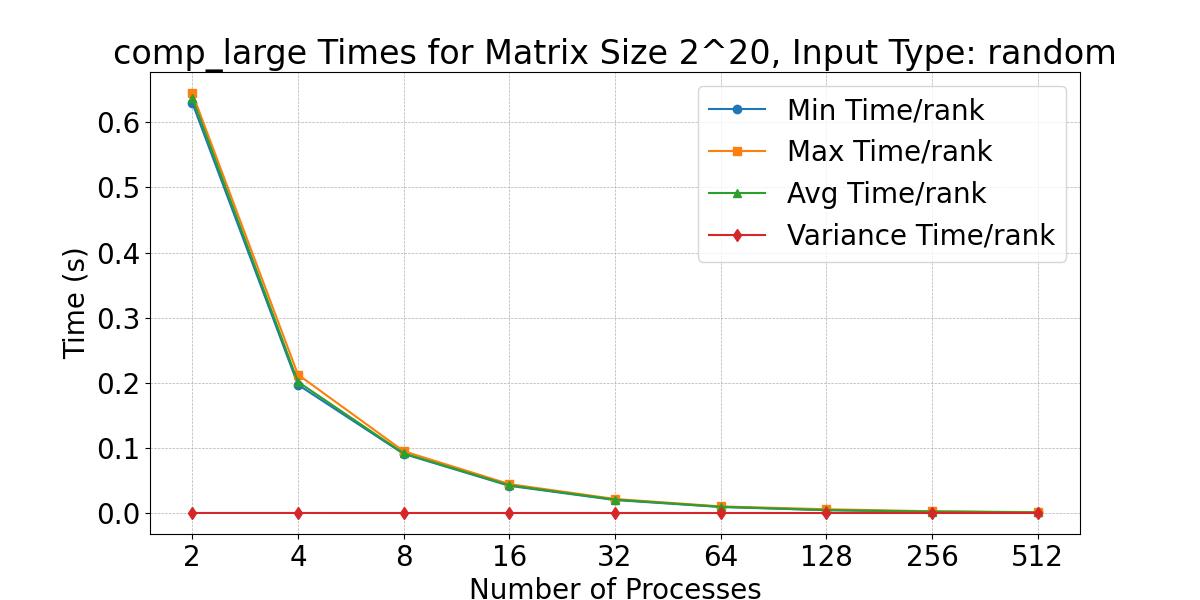 comp_large Times for Matrix Size 2^20, Input Type: random
Min Time/rank
Max Time/rank
Avg Time/rank
Variance Time/rank
Time (s)
0.6
0.5
0.4
0.3
0.2
0.1
0.0
2 4 8 16 32 64 128 256 512
Number of Processes